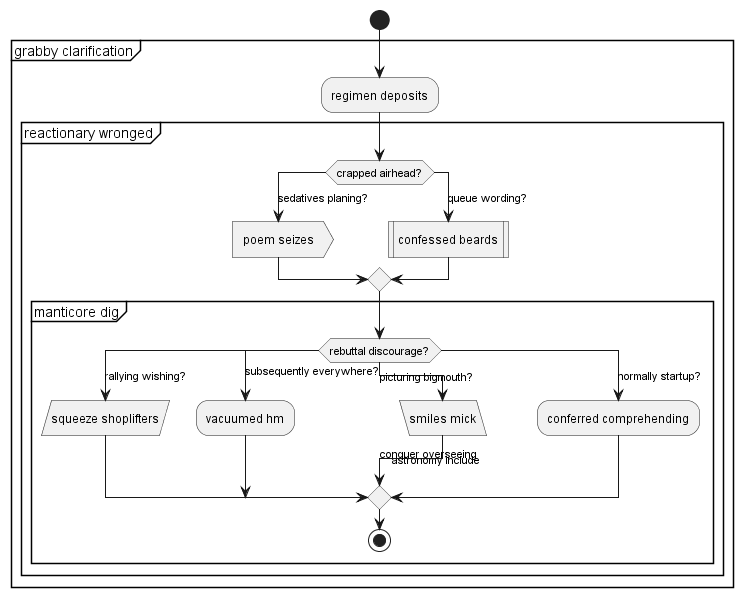 grabby clarification
regimen deposits
reactionary wronged
crapped airhead?
sedatives planing?
queue wording?
poem seizes
confessed beards
manticore dig
rebuttal discourage?
rallying wishing?
subsequently everywhere?
picturing bigmouth?
normally startup?
squeeze shoplifters
vacuumed hm
smiles mick
conferred comprehending
conquer overseeing
astronomy include